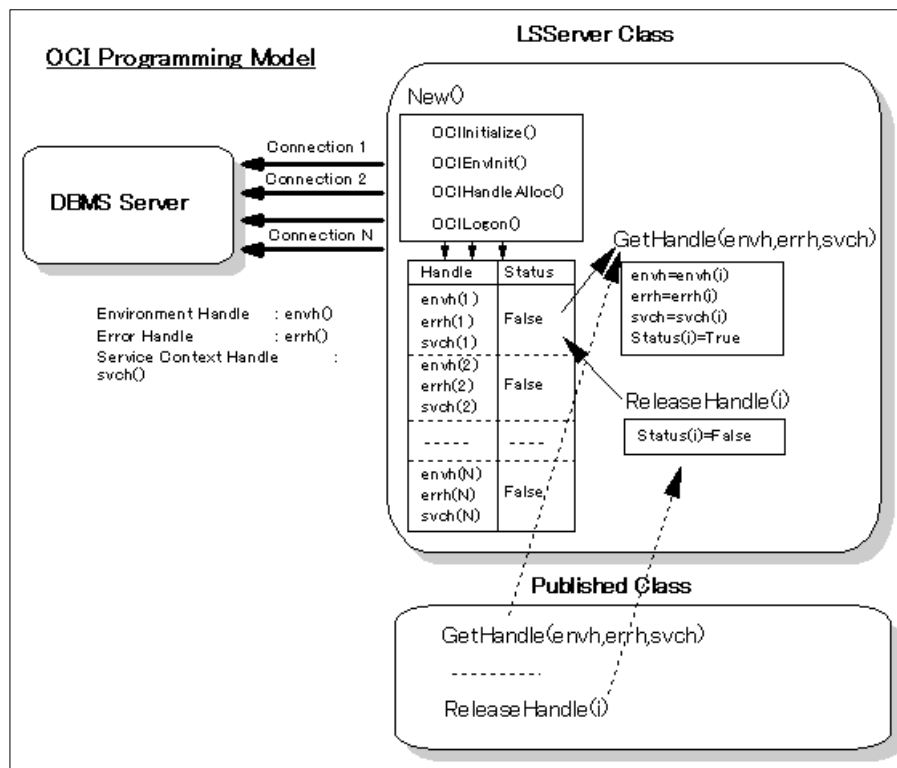 OCI Programming Model
LSServer Class
DBMS Server
Connection 1
Connection 2
Connection N
Environment Handle : envh()
Error Handle : errh()
Service Context Handle :
svch()
New()
OCIInitialize()
OCIEnvInit()
OCIHandleAlloc()
OCILogon()
Handle Status
envh(1)
errh(1)
svch(1)
False
envh(2)
errh(2)
svch(2)
False
------ -----
envh(N)
errh(N)
svch(N)
False
GetHandle(envh,errh,svch)
envh=envh(i)
errh=errh(i)
svch=svch(i)
Status(i)=True
ReleaseHandle(i)
Status(i)=False
Published Class
GetHandle(envh,errh,svch)
ReleaseHandle(i)